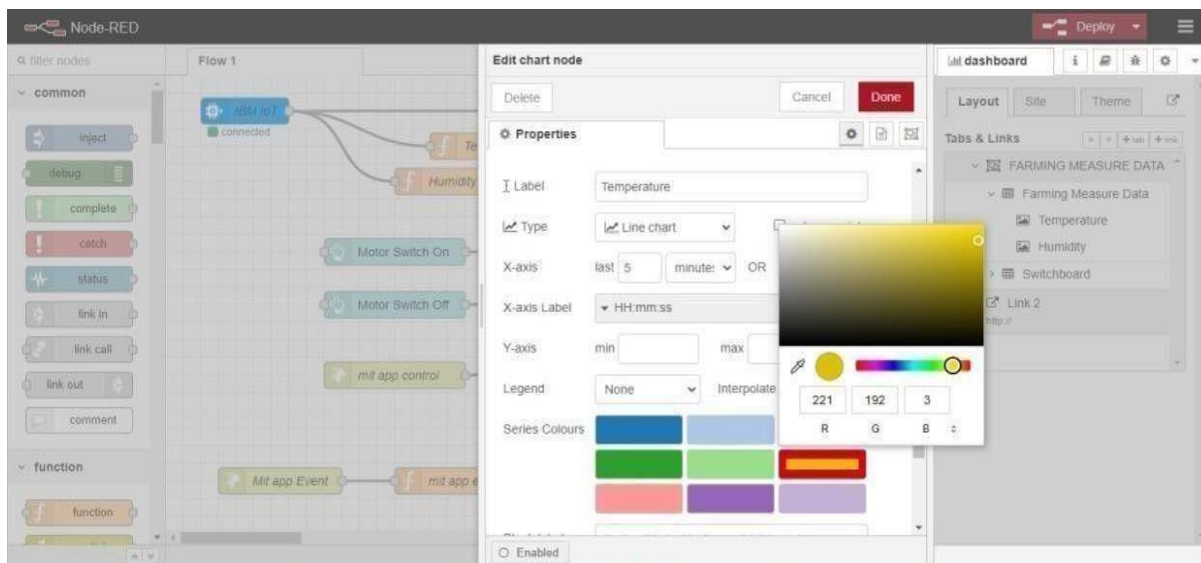 Node-RED
Deploy
filter nodes
common
inject
debug
complete
catch
status
link in
link call
link out
comment
function
function
Flow 1
IBM IoT
connected
Te
Humidity
Motor Switch On
Motor Switch Off
mit app control
Mit app Event
mit app e
Edit chart node
Delete
Cancel
Done
Properties
Label
Temperature
Type
Line chart
X-axis
last 5 minutes OR
X-axis Label
HH:mm:ss
Y-axis
min
max
Legend
None
Interpolate
Series Colours
Enabled
221 192 3
R G B
dashboard
Layout
Site
Theme
Tabs & Links
tab
link
FARMING MEASURE DATA
Farming Measure Data
Temperature
Humidity
Switchboard
Link 2
http://